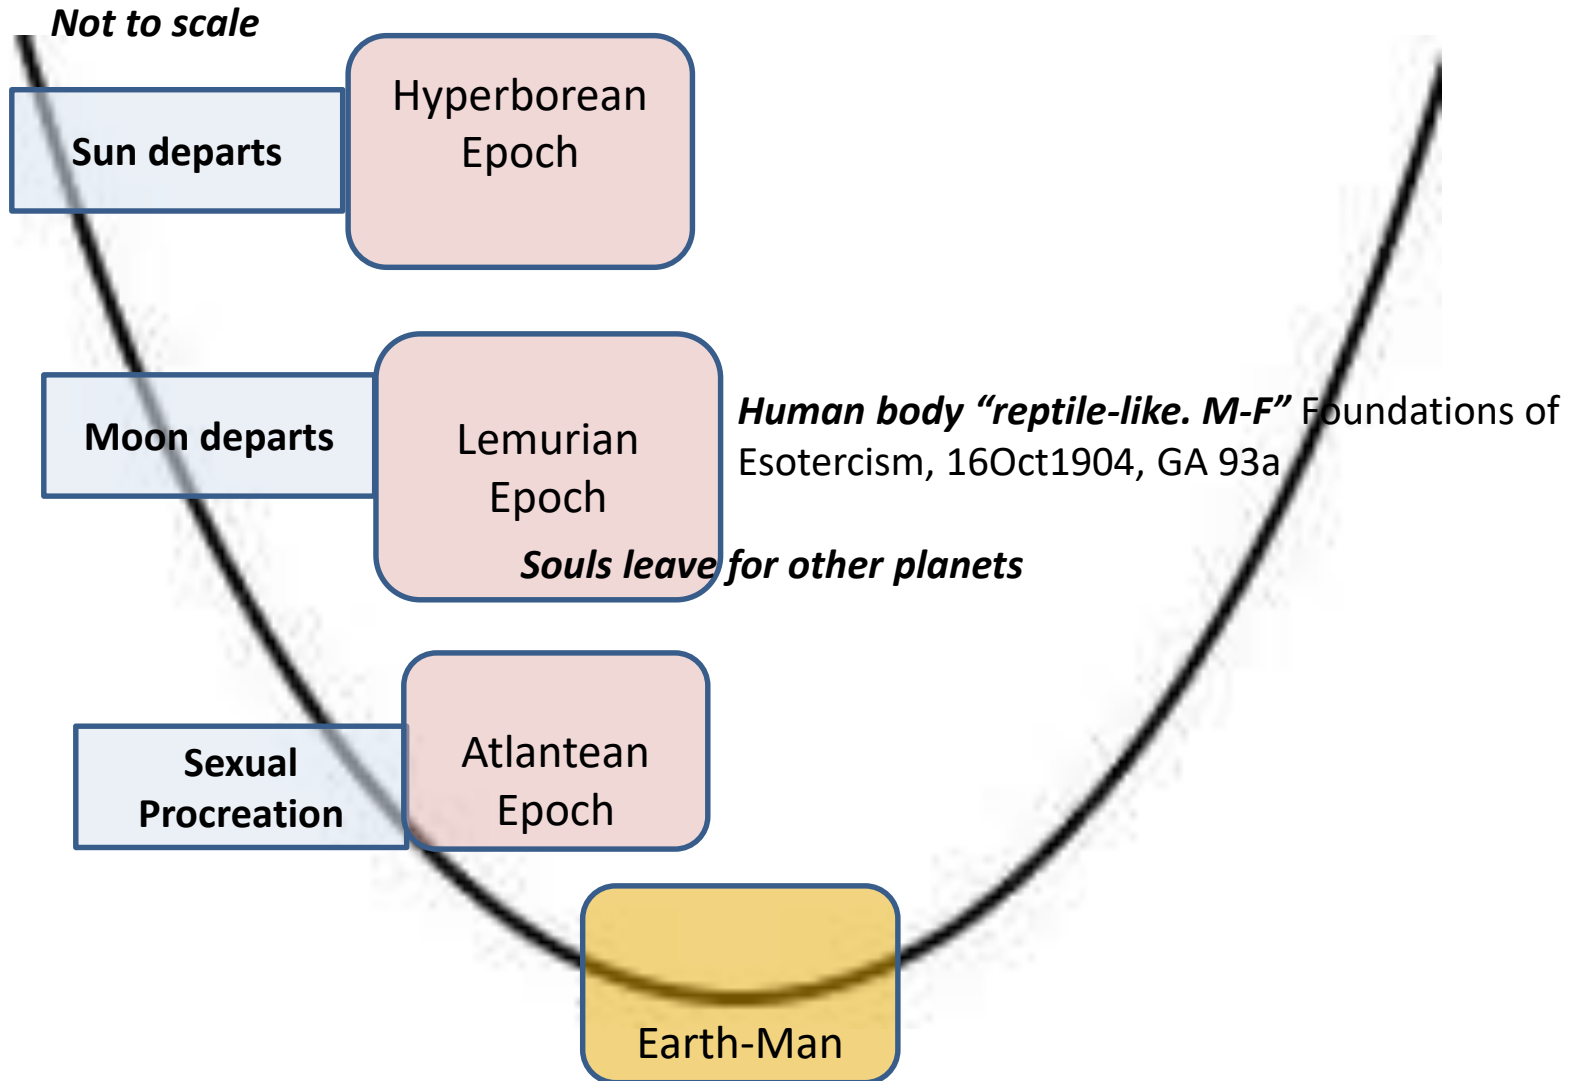 Not to scale
Hyperborean
Epoch
Sun departs
Moon departs
Lemurian
Epoch
Human body “reptile-like. M-F” Foundations of
Esotercism, 16Oct1904, GA 93a
Souls leave for other planets
Sexual
Procreation
Atlantean
Epoch
Earth-Man